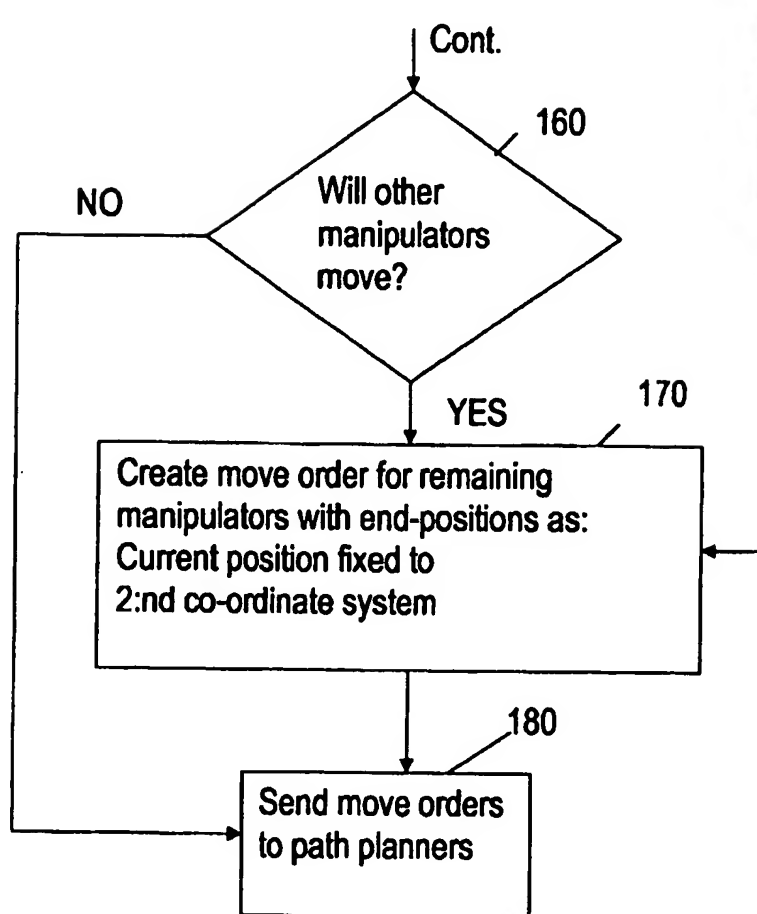 Cont.
160
Will other
manipulators
move?
NO
YES
170
Create move order for remaining
manipulators with end-positions as:
Current position fixed to
2:nd co-ordinate system
180
Send move orders
to path planners